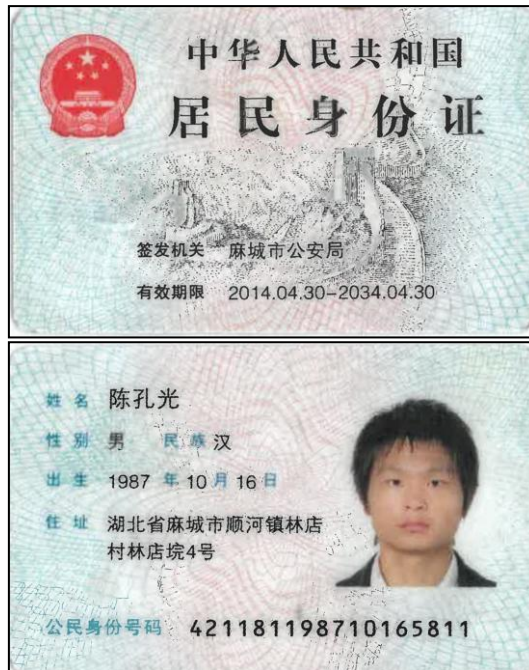 中华人民共和国
居民身份证
签发机关 麻城市公安局
有效期限 2014.04.30-2034.04.30
姓名 陈孔光
性别 男 民族 汉
出生 1987 年 10 月 16 日
住址 湖北省麻城市顺河镇林店
村林店垸4号
公民身份号码 421181198710165811